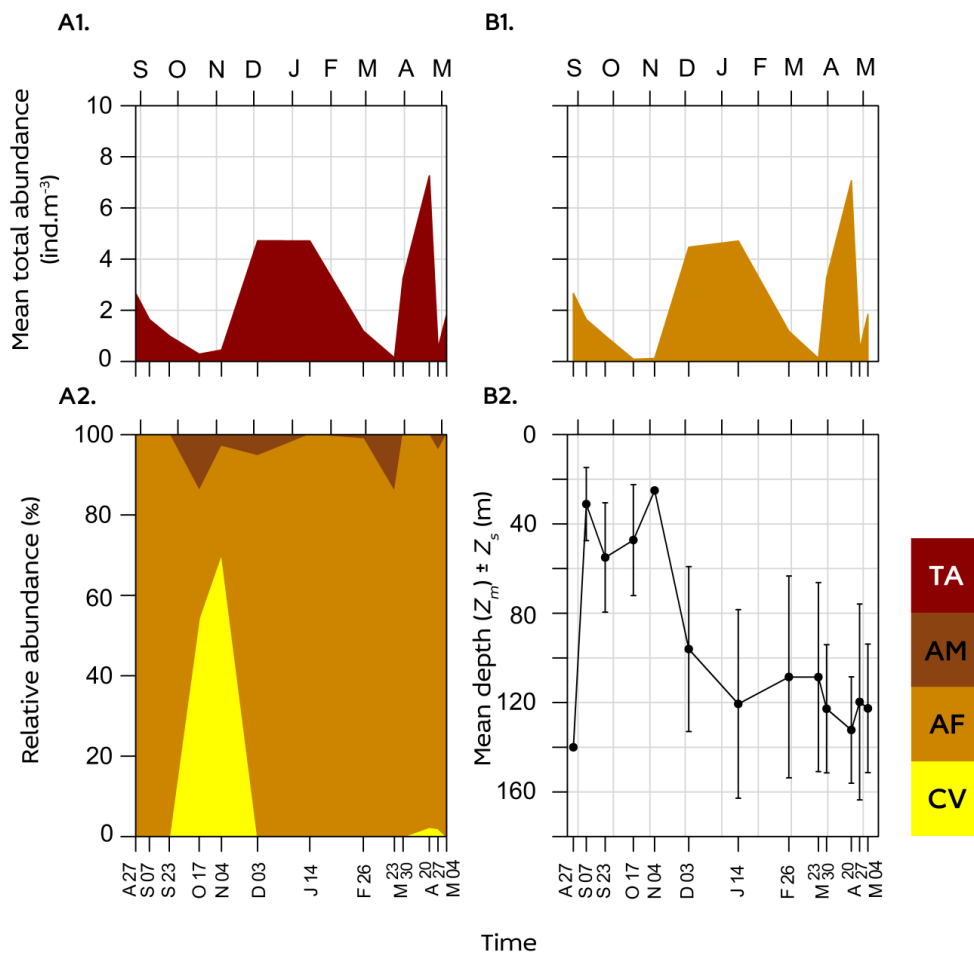 A1.
S O N D J F M A M
Mean total abundance
(ind.m⁻³)
10
8
6
4
2
0
B1.
S O N D J F M A M
A2.
Relative abundance (%)
100
80
60
40
20
0
A 27
S 07
S 23
O 17
N 04
D 03
J 14
F 26
M 23
30
A 20
27
M 04
B2.
Mean depth (Zm) ± Zs (m)
0
40
80
120
160
A 27
S 07
S 23
O 17
N 04
D 03
J 14
F 26
M 23
30
A 20
27
M 04
TA
AM
AF
CV
Time